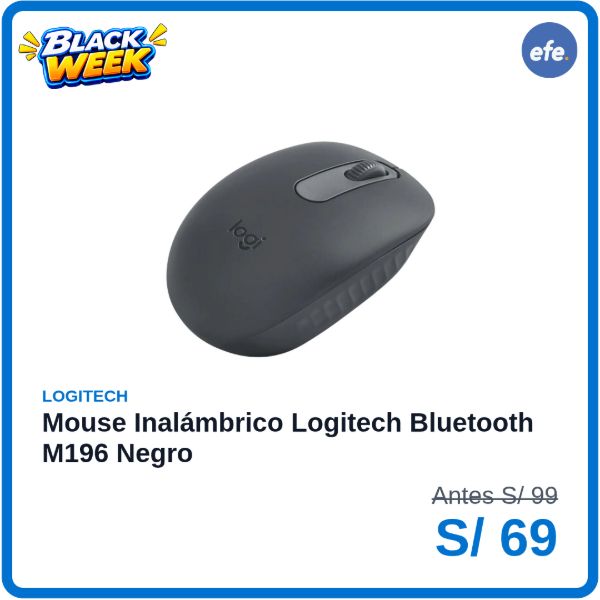 BLACK
WEEK
efe.
logi
LOGITECH
Mouse Inalámbrico Logitech Bluetooth
M196 Negro
Antes S/ 99
S/ 69